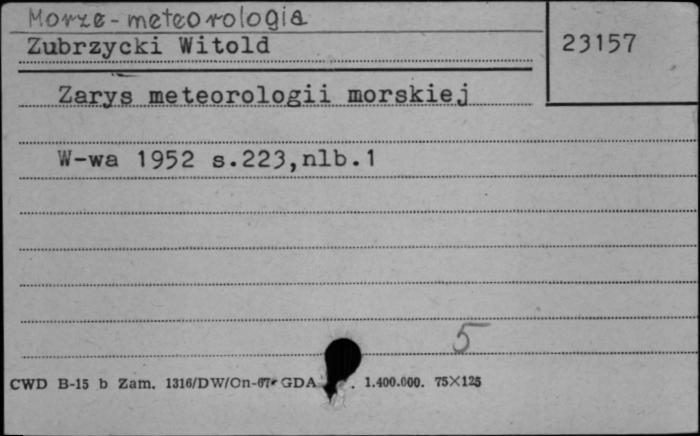 Morze - meteorologia
Zubrzycki Witold
23157
Zarys meteorologii morskiej
W-wa 1952 s.223,nlb.1
5
CWD B-15 b Zam. 1316/DW/On-67 GDA . 1.400.000. 75×125